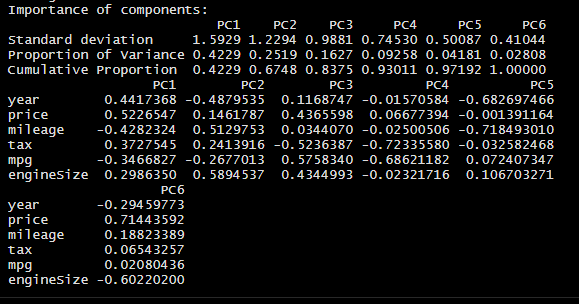 Importance of components:
PC1 PC2 PC3 PC4 PC5 PC6
Standard deviation 1.5929 1.2294 0.9881 0.74530 0.50087 0.41044
Proportion of Variance 0.4229 0.2519 0.1627 0.09258 0.04181 0.02808
Cumulative Proportion 0.4229 0.6748 0.8375 0.93011 0.97192 1.00000
PC1 PC2 PC3 PC4 PC5
year 0.4417368 -0.4879535 0.1168747 -0.01570584 -0.682697466
price 0.5226547 0.1461787 0.4365598 0.06677394 -0.001391164
mileage -0.4282324 0.5129753 0.0344070 -0.02500506 -0.718493010
tax 0.3727545 0.2413916 -0.5236387 -0.72335580 -0.032582468
mpg -0.3466827 -0.2677013 0.5758340 -0.68621182 0.072407347
engineSize 0.2986350 0.5894537 0.4344993 -0.02321716 0.106703271
PC6
year -0.29459773
price 0.71443592
mileage 0.18823389
tax 0.06543257
mpg 0.02080436
engineSize -0.60220200